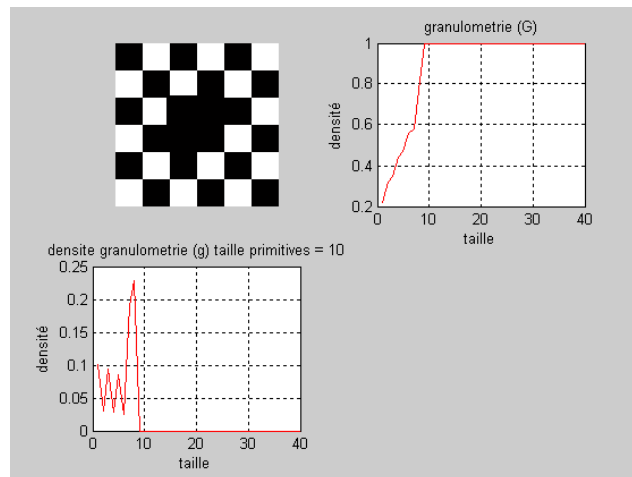 granulometrie (G)
1
0.8
0.6
0.4
0.2
densité
0 10 20 30 40
taille
densite granulometrie (g) taille primitives = 10
0.25
0.2
0.15
0.1
0.05
0
densité
0 10 20 30 40
taille